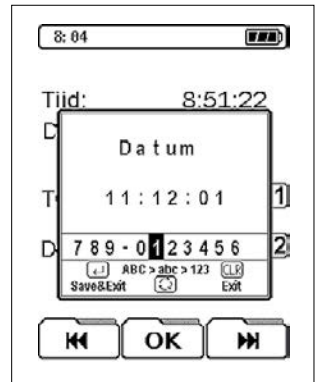 8:04
Tijd: 8:51:22
D
Datum
T 11:12:01 1
D 789-0123456 2
ABC>abc>123 CLR
Save&Exit Exit
OK